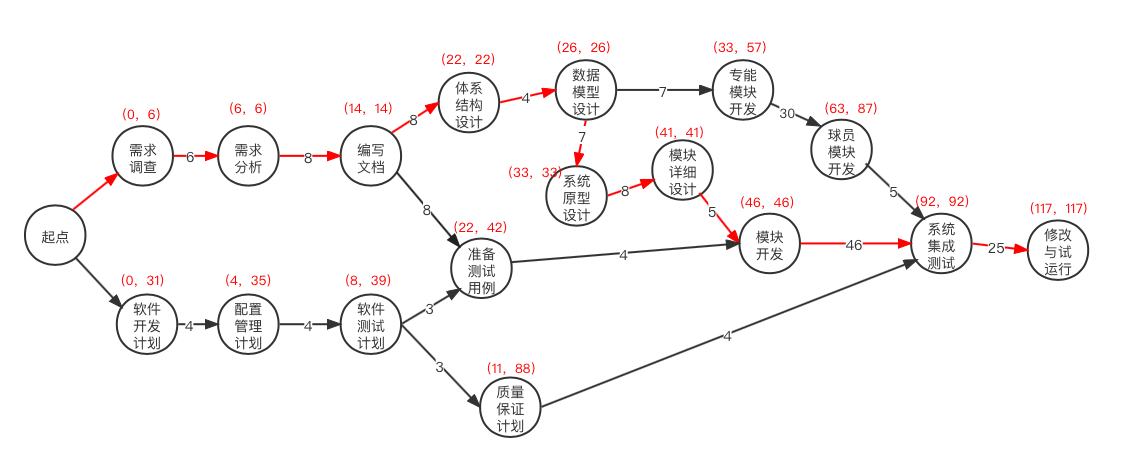 (26, 26)
(33, 57)
(22, 22)
数据
模型
设计
专能
模块
开发
7
体系
结构
设计
4
30
(63, 87)
(0, 6)
(6, 6)
(14, 14)
8
7
(41, 41)
球员
模块
开发
需求
调查
6
需求
分析
8
编写
文档
模块
详细
设计
(33, 33)
系统
原型
设计
8
5
5
(46, 46)
(92, 92)
(117, 117)
8
(22, 42)
起点
模块
开发
46
系统
集成
测试
25
修改
与试
运行
准备
测试
用例
4
(0, 31)
(4, 35)
(8, 39)
软件
开发
计划
4
配置
管理
计划
4
软件
测试
计划
3
3
4
(11, 88)
质量
保证
计划